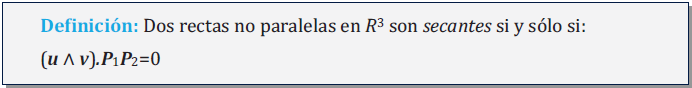 Definición: Dos rectas no paralelas en R³ son secantes si y sólo si:
(u ∧ v).P₁P₂=0